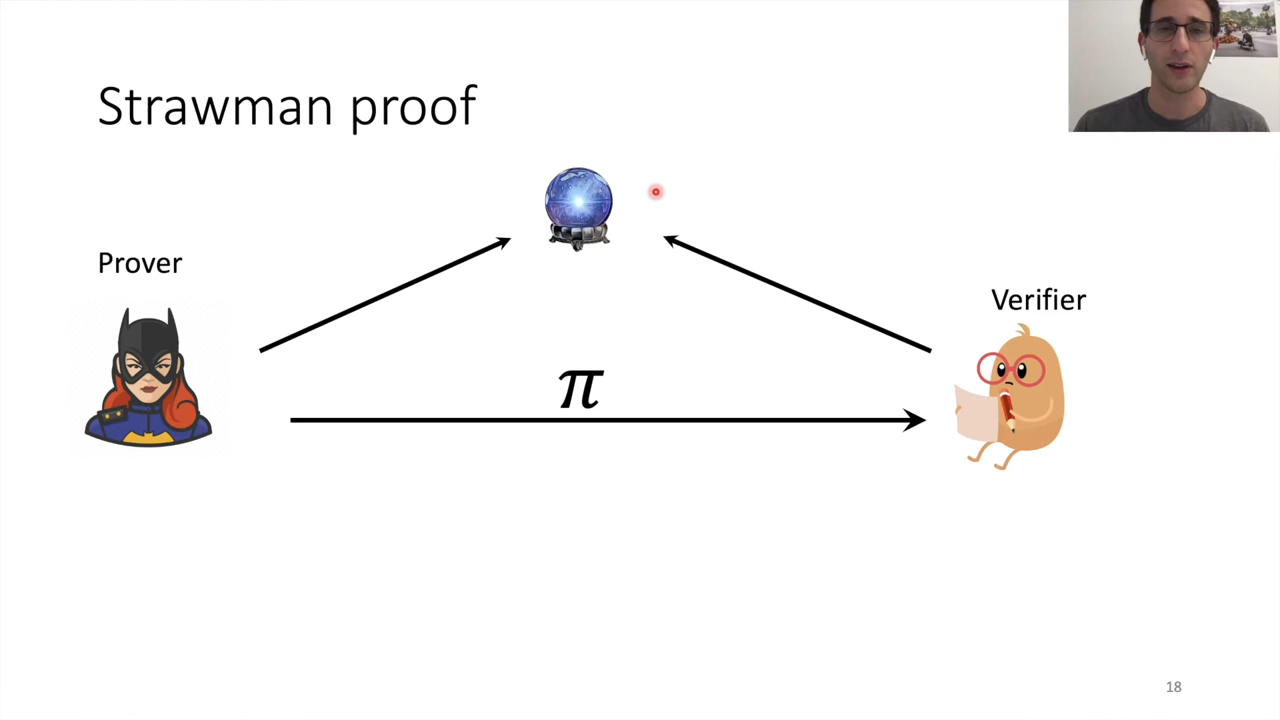 Strawman proof
Prover
Verifier
π
18